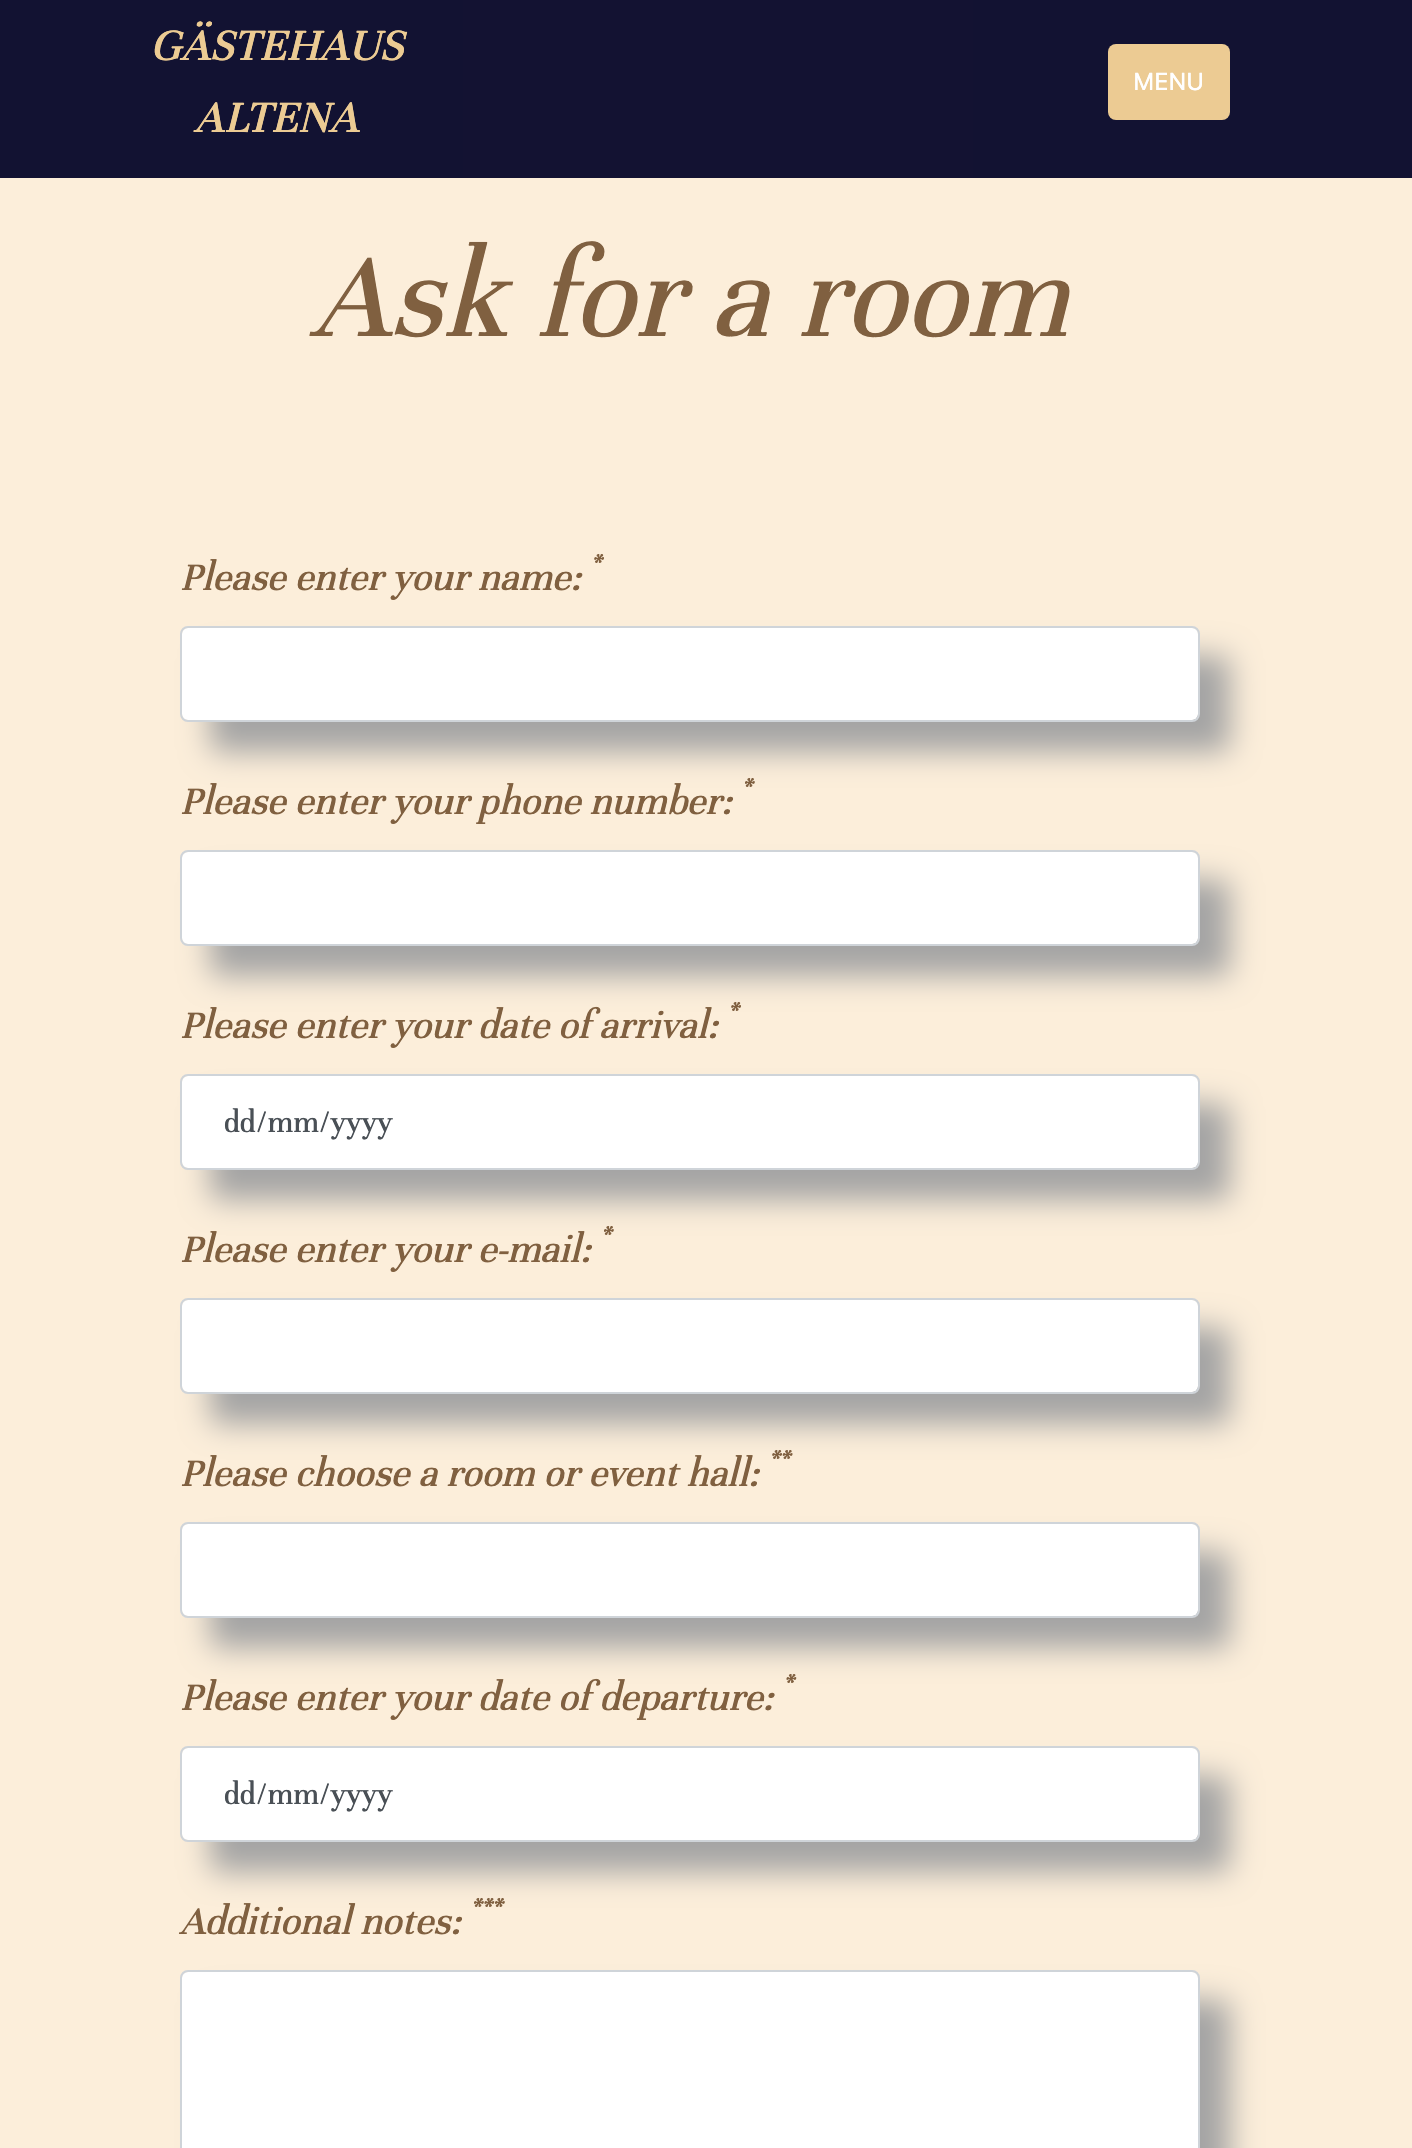 GÄSTEHAUS
ALTENA
MENU
Ask for a room
Please enter your name: *
Please enter your phone number: *
Please enter your date of arrival: *
dd/mm/yyyy
Please enter your e-mail: *
Please choose a room or event hall: **
Please enter your date of departure: *
dd/mm/yyyy
Additional notes: ***